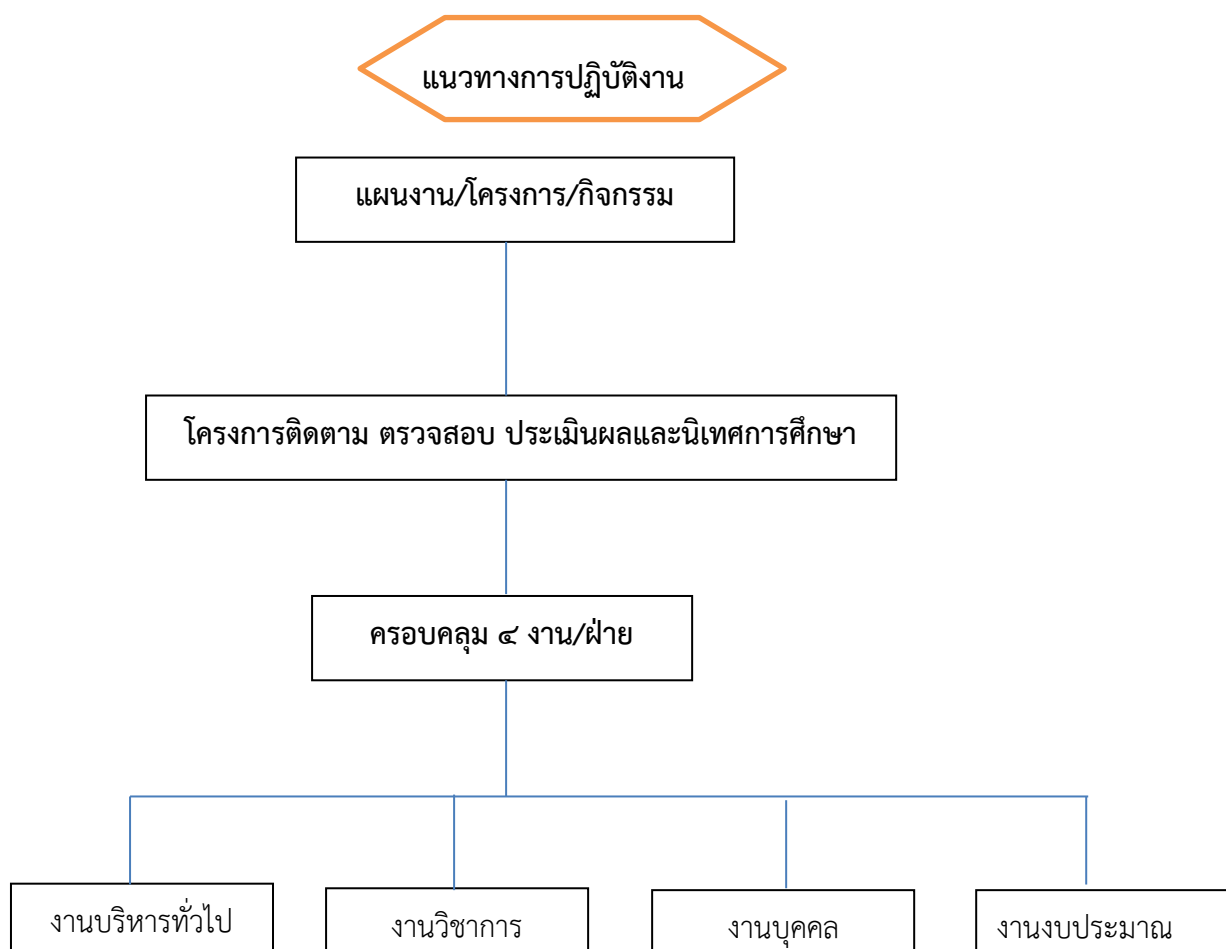 แนวทางการปฏิบัติงาน
แผนงาน/โครงการ/กิจกรรม
โครงการติดตาม ตรวจสอบ ประเมินผลและนิเทศการศึกษา
ครอบคลุม ๔ งาน/ฝ่าย
งานบริหารทั่วไป
งานวิชาการ
งานบุคคล
งานงบประมาณ